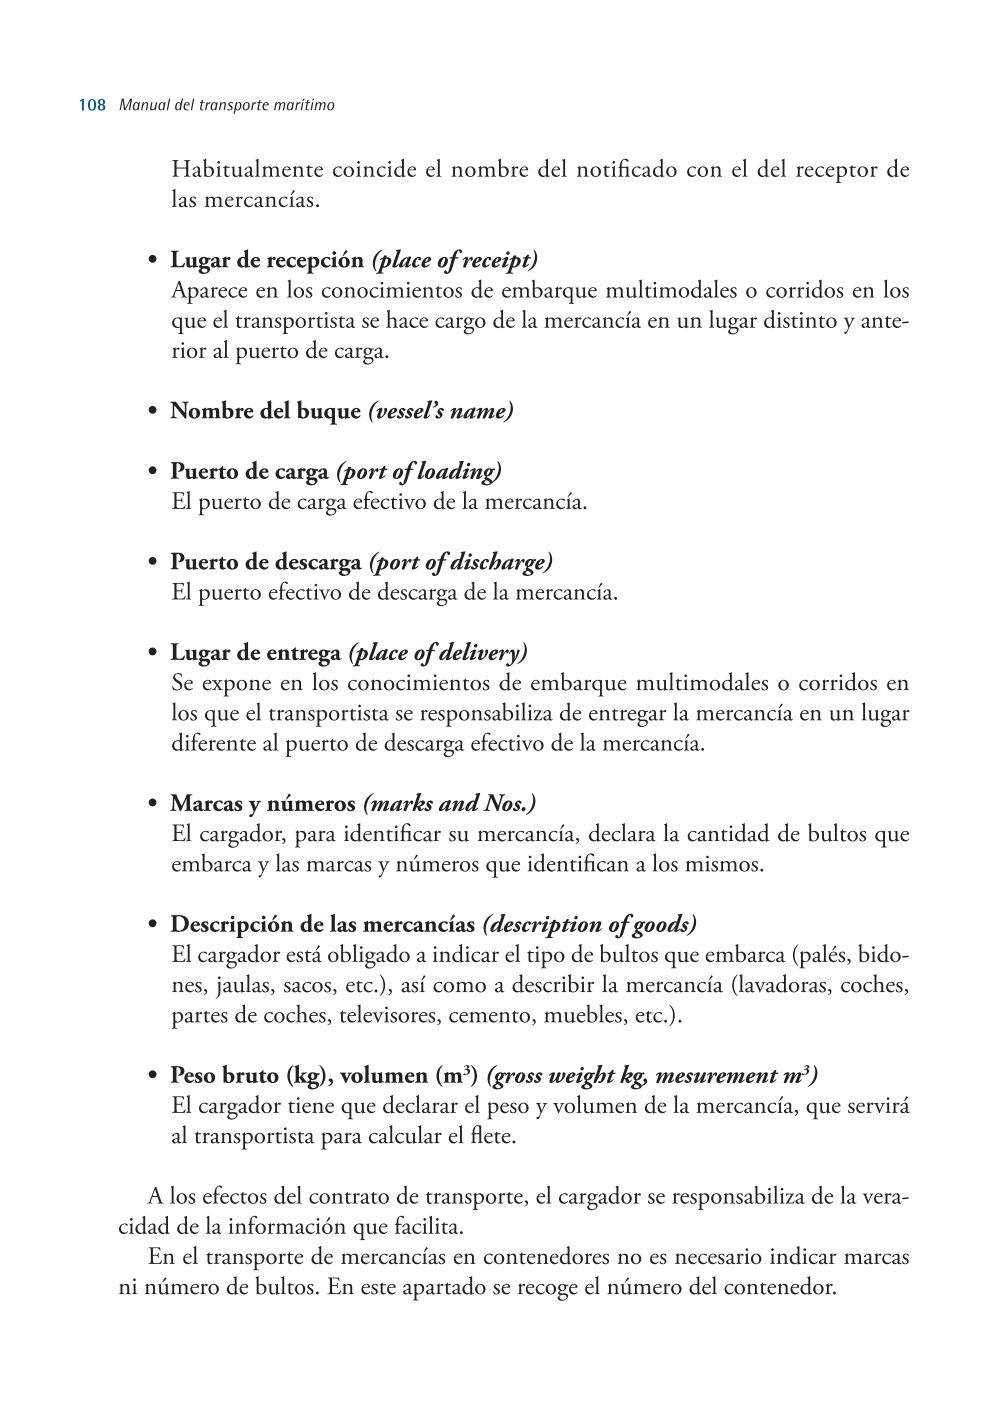 108 Manual del transporte marítimo
Habitualmente coincide el nombre del notificado con el del receptor de
las mercancías.
• Lugar de recepción (place of receipt)
Aparece en los conocimientos de embarque multimodales o corridos en los
que el transportista se hace cargo de la mercancía en un lugar distinto y ante-
rior al puerto de carga.
• Nombre del buque (vessel’s name)
• Puerto de carga (port of loading)
El puerto de carga efectivo de la mercancía.
• Puerto de descarga (port of discharge)
El puerto efectivo de descarga de la mercancía.
• Lugar de entrega (place of delivery)
Se expone en los conocimientos de embarque multimodales o corridos en
los que el transportista se responsabiliza de entregar la mercancía en un lugar
diferente al puerto de descarga efectivo de la mercancía.
• Marcas y números (marks and Nos.)
El cargador, para identificar su mercancía, declara la cantidad de bultos que
embarca y las marcas y números que identifican a los mismos.
• Descripción de las mercancías (description of goods)
El cargador está obligado a indicar el tipo de bultos que embarca (palés, bido-
nes, jaulas, sacos, etc.), así como a describir la mercancía (lavadoras, coches,
partes de coches, televisores, cemento, muebles, etc.).
• Peso bruto (kg), volumen (m³) (gross weight kg, mesurement m³)
El cargador tiene que declarar el peso y volumen de la mercancía, que servirá
al transportista para calcular el flete.
A los efectos del contrato de transporte, el cargador se responsabiliza de la vera-
cidad de la información que facilita.
En el transporte de mercancías en contenedores no es necesario indicar marcas
ni número de bultos. En este apartado se recoge el número del contenedor.